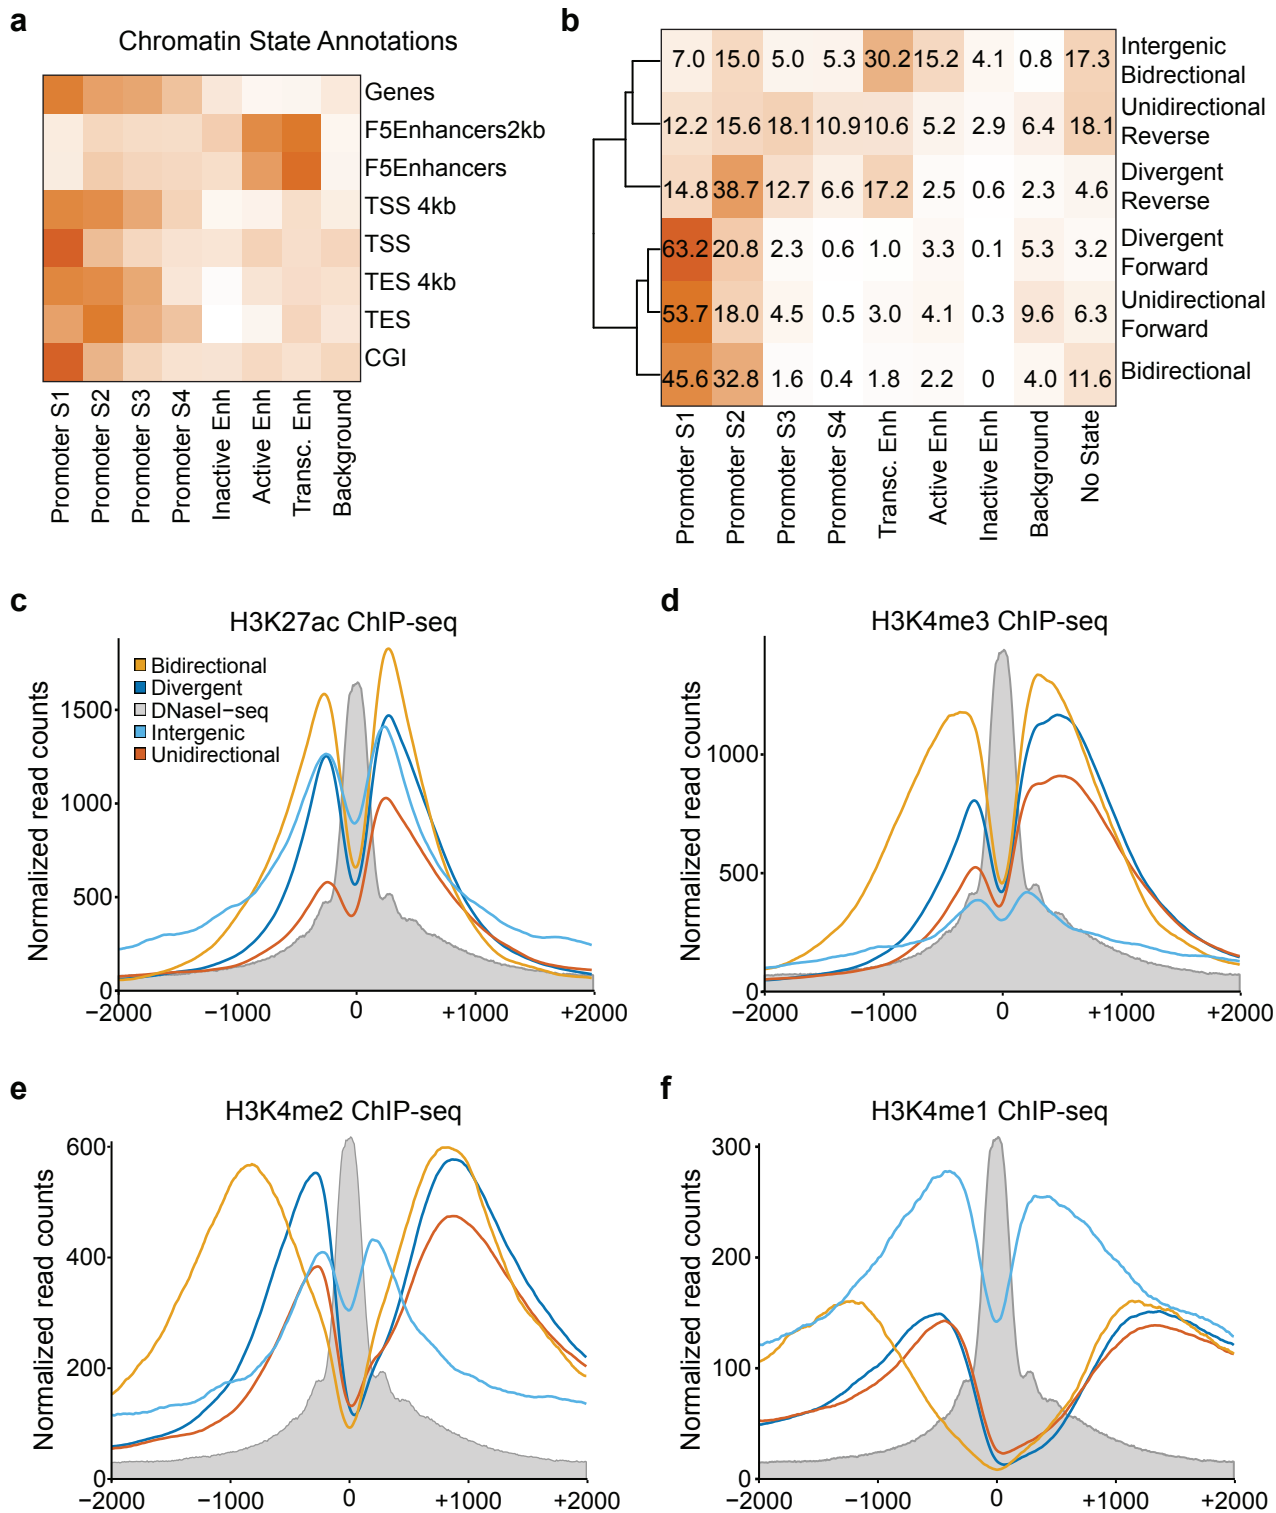 a
Chromatin State Annotations
Genes
F5Enhancers2kb
F5Enhancers
TSS 4kb
TSS
TES 4kb
TES
CGI
Promoter S1
Promoter S2
Promoter S3
Promoter S4
Inactive Enh
Active Enh
Transc. Enh
Background
b
7.0 15.0 5.0 5.3 30.2 15.2 4.1 0.8 17.3
Intergenic
Bidrectional
12.2 15.6 18.1 10.9 10.6 5.2 2.9 6.4 18.1
Unidirectional
Reverse
14.8 38.7 12.7 6.6 17.2 2.5 0.6 2.3 4.6
Divergent
Reverse
63.2 20.8 2.3 0.6 1.0 3.3 0.1 5.3 3.2
Divergent
Forward
53.7 18.0 4.5 0.5 3.0 4.1 0.3 9.6 6.3
Unidirectional
Forward
45.6 32.8 1.6 0.4 1.8 2.2 0 4.0 11.6
Bidirectional
Promoter S1
Promoter S2
Promoter S3
Promoter S4
Transc. Enh
Active Enh
Inactive Enh
Background
No State
c
H3K27ac ChIP-seq
Normalized read counts
1500
1000
500
0
Bidirectional
Divergent
DNaseI−seq
Intergenic
Unidirectional
−2000 −1000 0 +1000 +2000
d
H3K4me3 ChIP-seq
Normalized read counts
1000
500
0
−2000 −1000 0 +1000 +2000
e
H3K4me2 ChIP-seq
Normalized read counts
600
400
200
0
−2000 −1000 0 +1000 +2000
f
H3K4me1 ChIP-seq
Normalized read counts
300
200
100
0
−2000 −1000 0 +1000 +2000